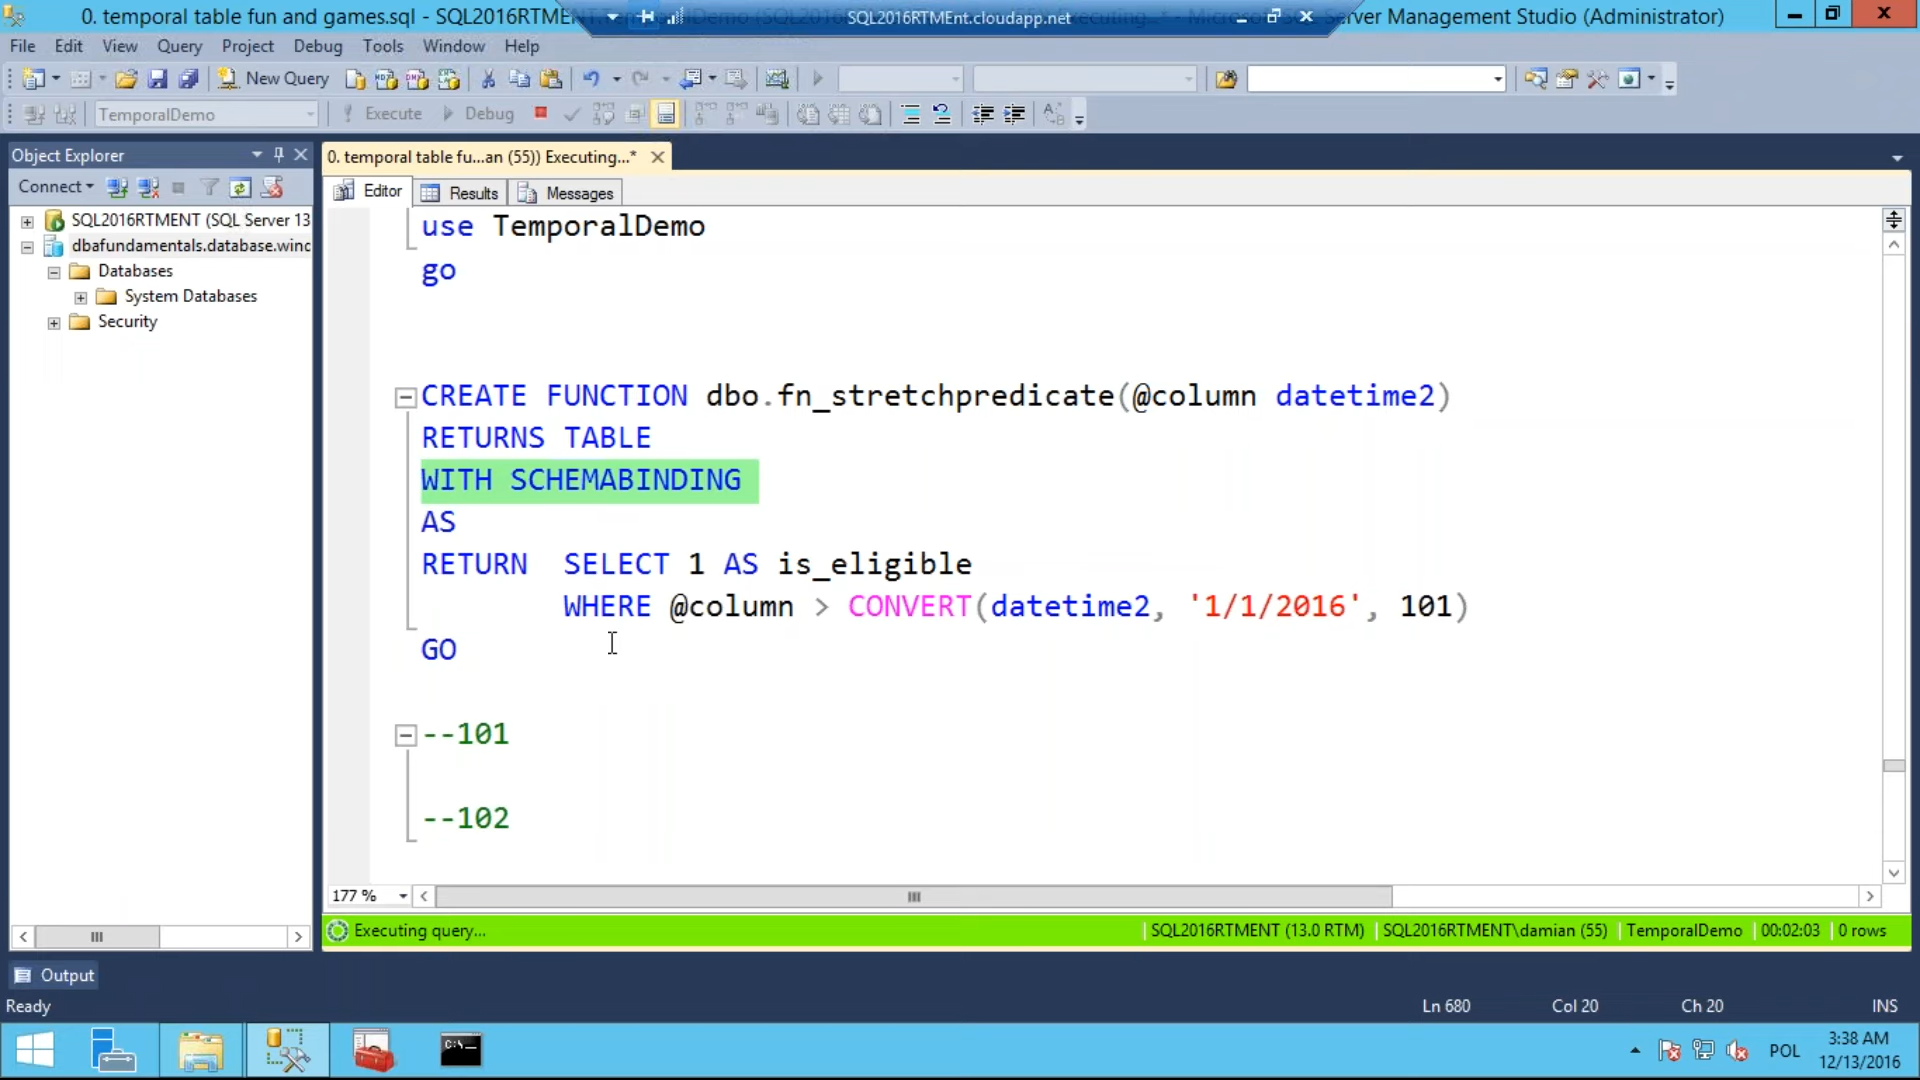 0. temporal table fun and games.sql - SQL2016RTMENT
SQL2016RTMEnt.cloudapp.net
Server Management Studio (Administrator)
File Edit View Query Project Debug Tools Window Help
New Query
TemporalDemo
Execute
Debug
Object Explorer
Connect
SQL2016RTMENT (SQL Server 13
dbafundamentals.database.winc
Databases
System Databases
Security
0. temporal table fu...an (55)) Executing...*
Editor
Results
Messages
use TemporalDemo
go
CREATE FUNCTION dbo.fn_stretchpredicate(@column datetime2)
RETURNS TABLE
WITH SCHEMABINDING
AS
RETURN SELECT 1 AS is_eligible
WHERE @column > CONVERT(datetime2, '1/1/2016', 101)
GO
--101
--102
177 %
Executing query...
SQL2016RTMENT (13.0 RTM)
SQL2016RTMENT\damian (55)
TemporalDemo
00:02:03
0 rows
Output
Ready
Ln 680
Col 20
Ch 20
INS
C:\_
POL
3:38 AM
12/13/2016